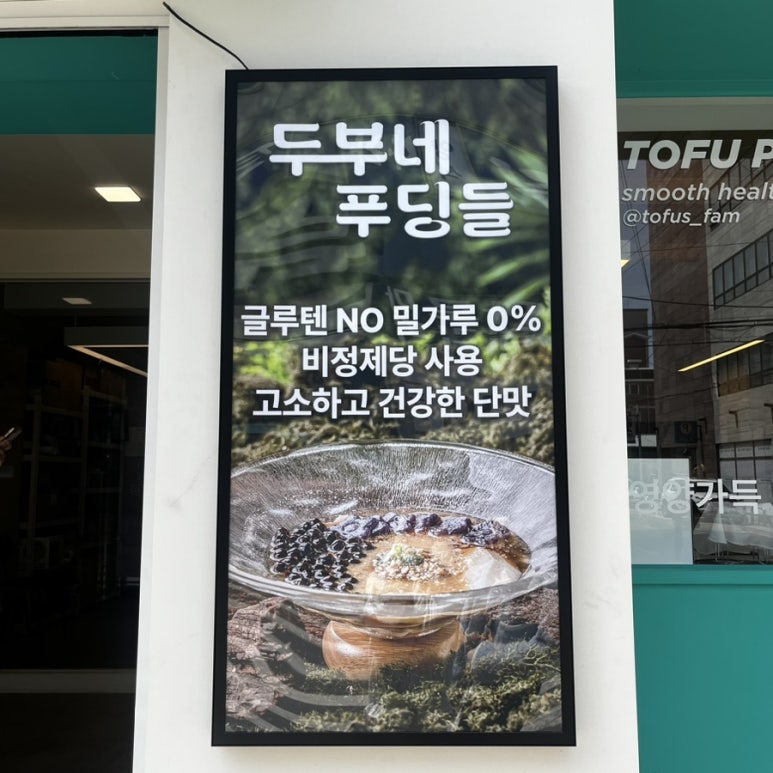 두부네
푸딩들
글루텐 NO 밀가루 0%
비정제당 사용
고소하고 건강한 단맛
TOFU P
smooth healt
@tofus_fam
영양가득